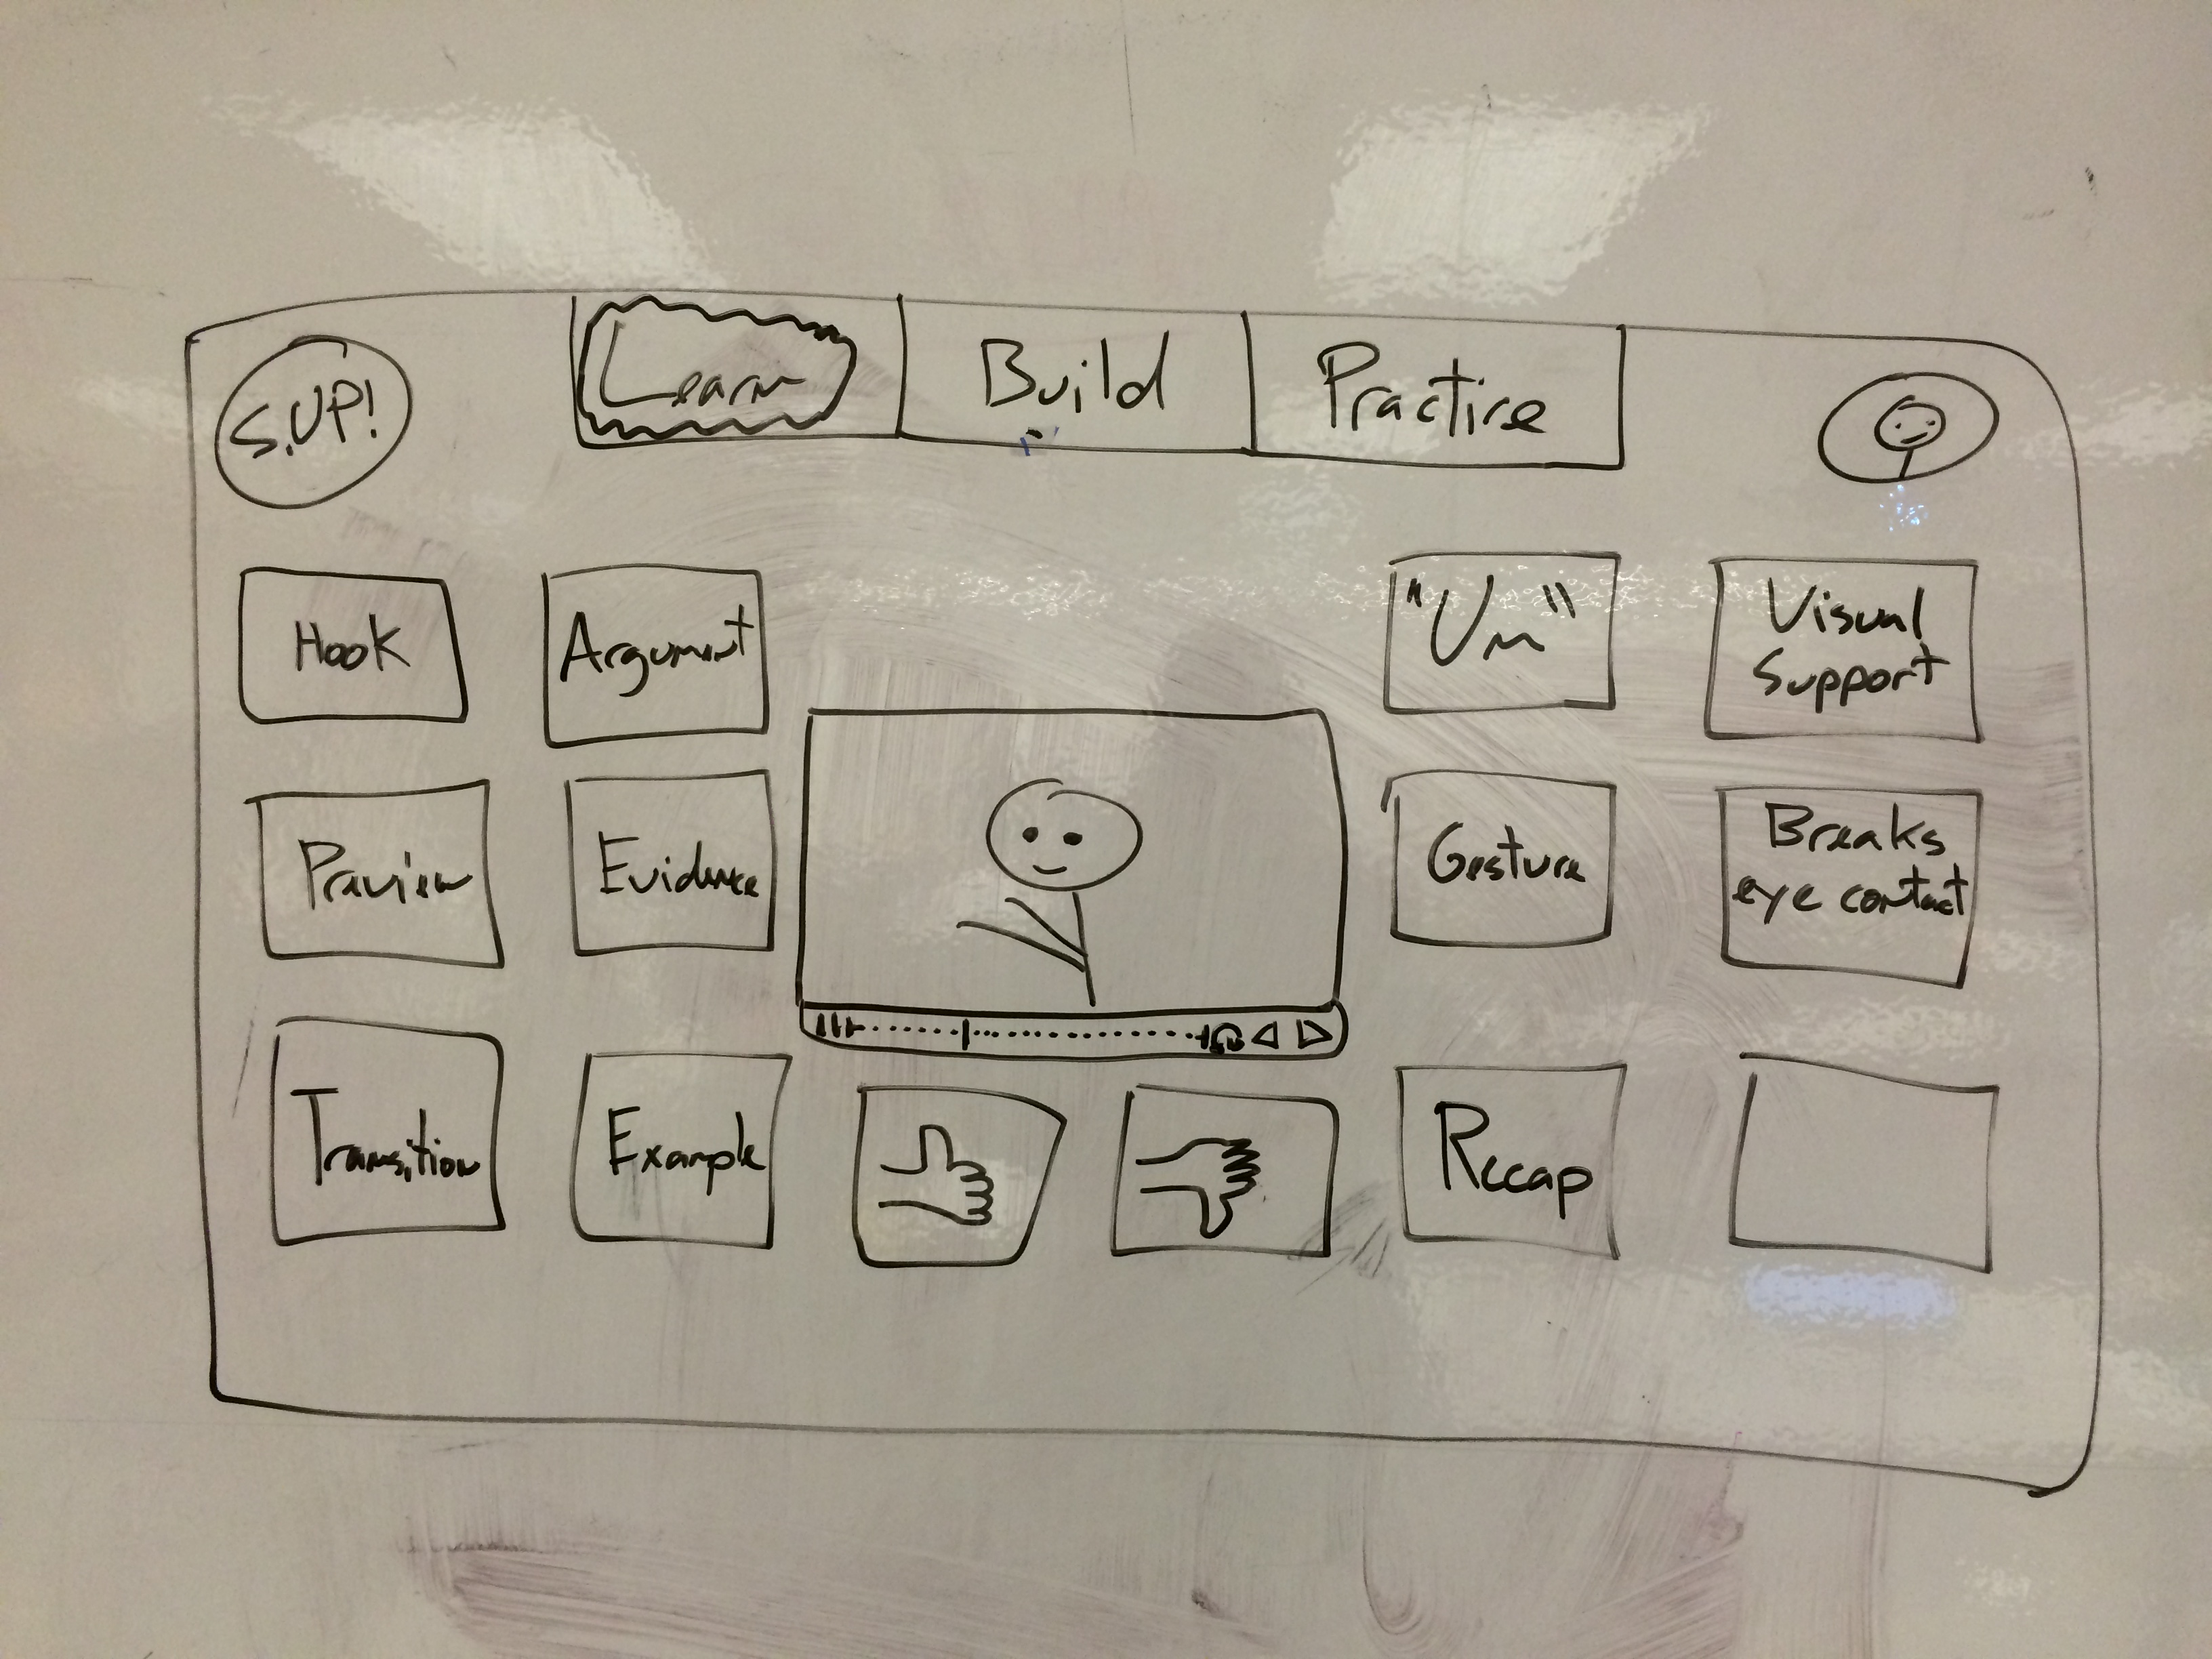 S.UP!
Learn
Build
Practice
Hook
Argument
"Um"
Visual
Support
Preview
Evidence
Gesture
Breaks
eye contact
Transition
Example
Recap